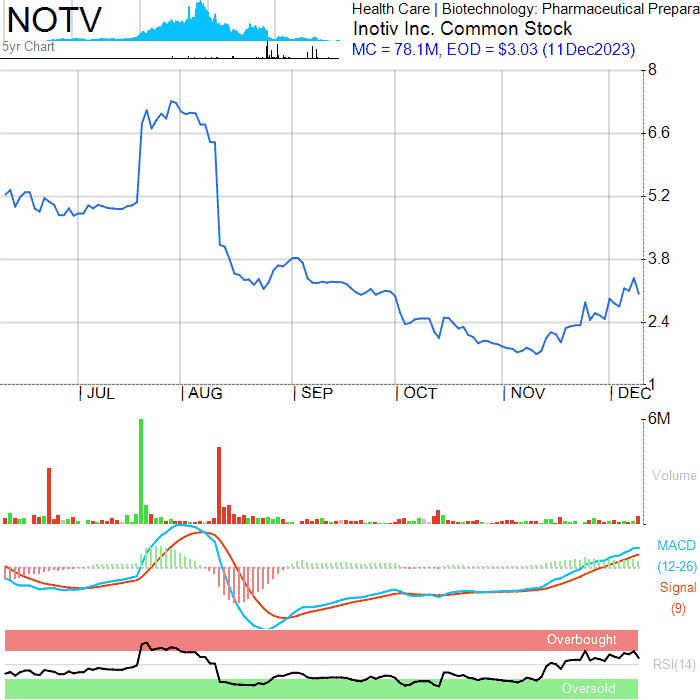 NOTV
5yr Chart
Health Care | Biotechnology: Pharmaceutical Prepara
Inotiv Inc. Common Stock
MC = 78.1M, EOD = $3.03 (11Dec2023)
8
6.6
5.2
3.8
2.4
1
| JUL | AUG | SEP | OCT | NOV | DEC
6M
Volume
MACD
(12-26)
Signal
(9)
Overbought
RSI(14)
Oversold